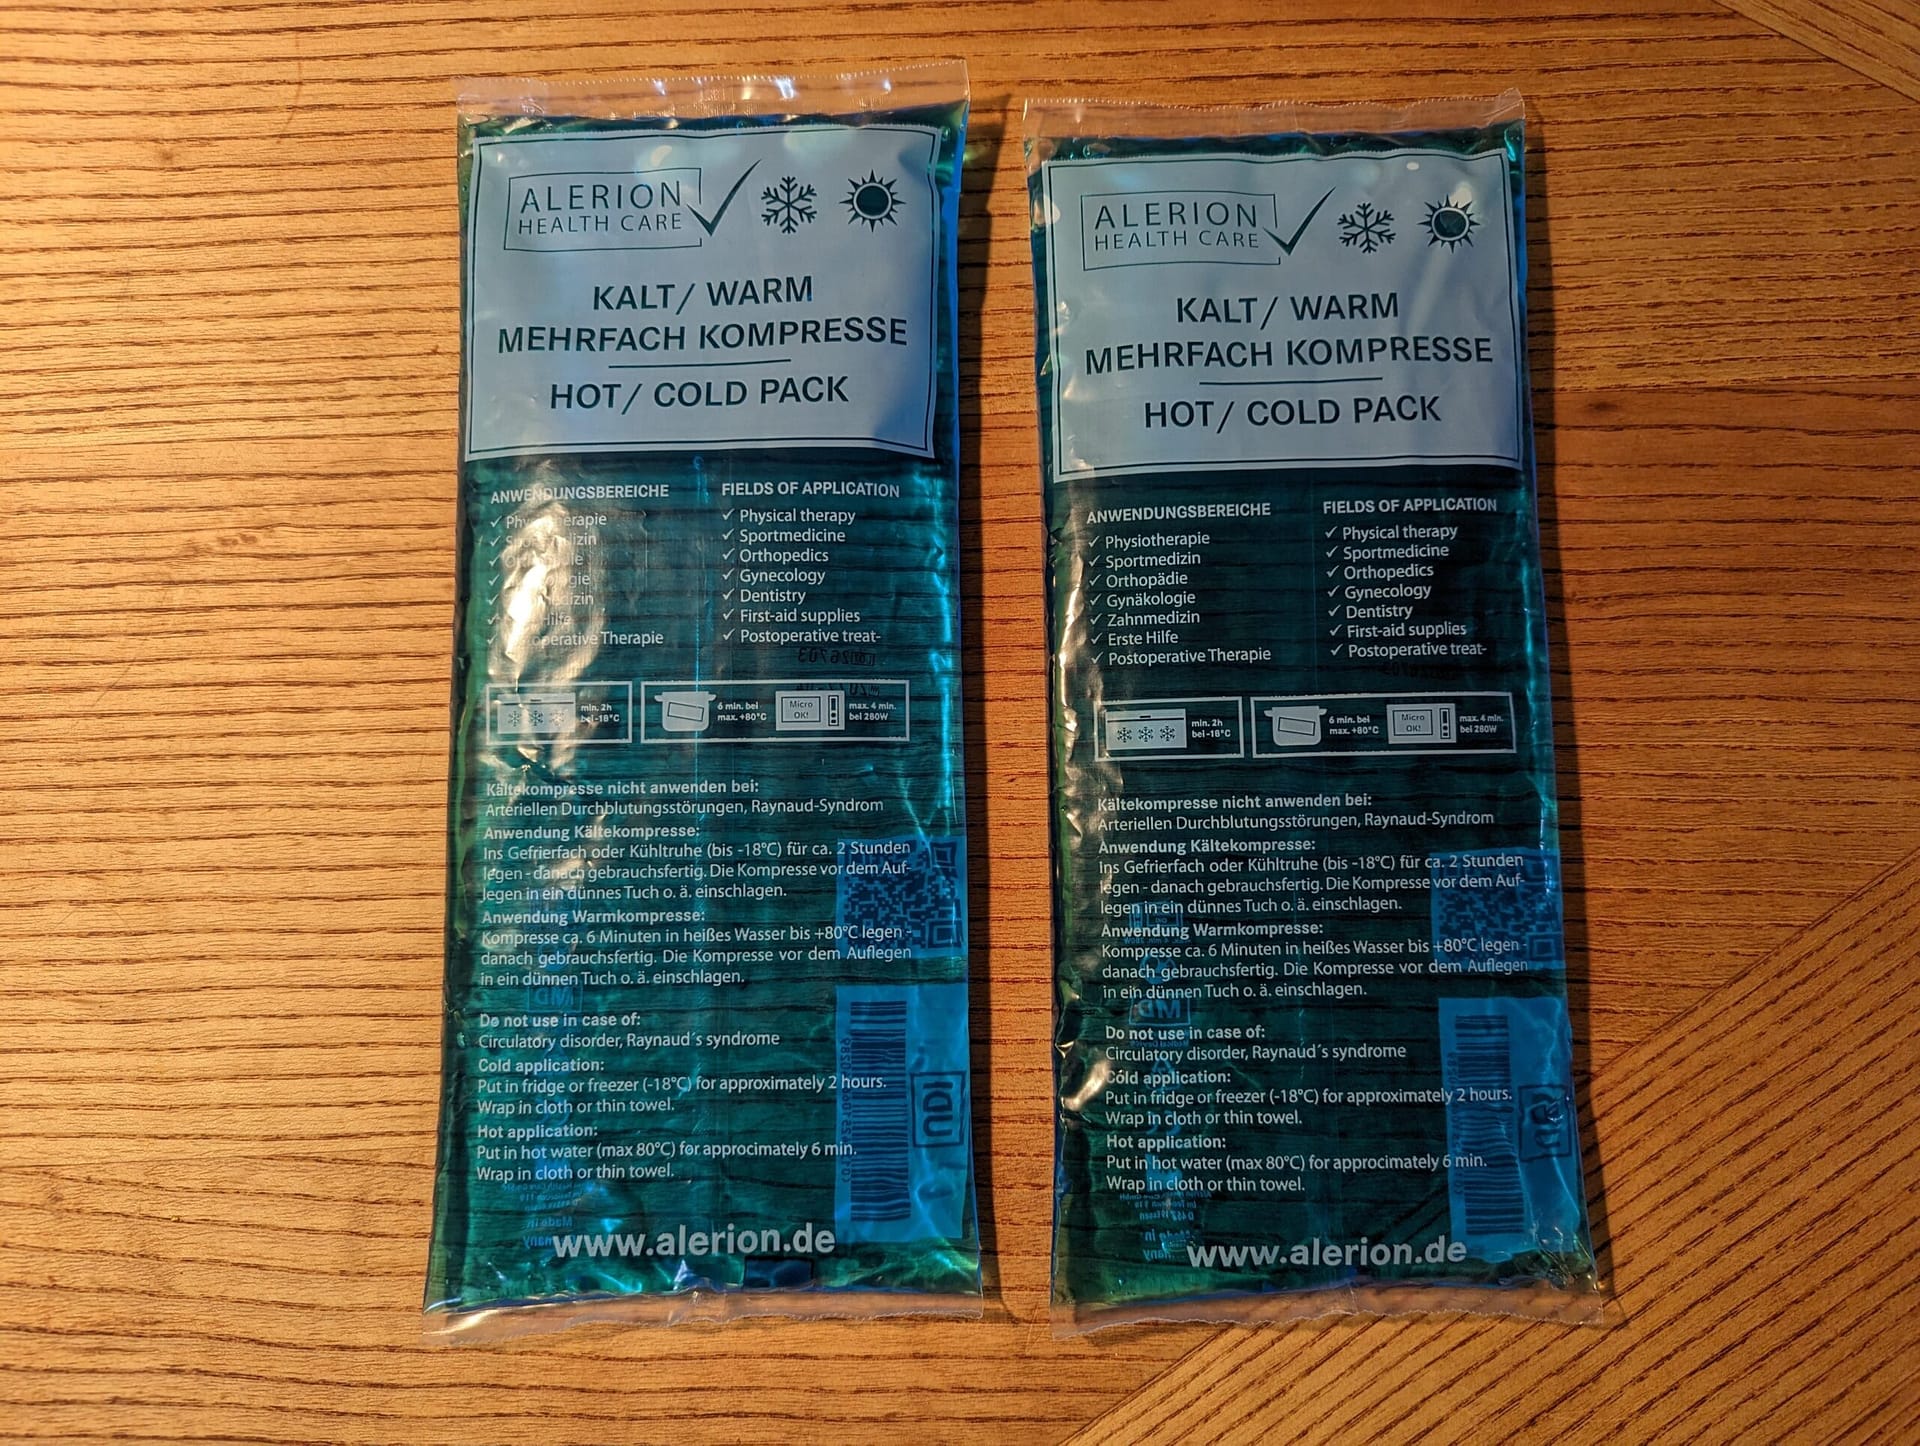 ALERION
HEALTH CARE
KALT/ WARM
MEHRFACH KOMPRESSE
HOT/ COLD PACK
ANWENDUNGSBEREICHE
✓ Physiotherapie
✓ Sportmedizin
✓ Orthopädie
✓ Gynäkologie
✓ Zahnmedizin
✓ Erste Hilfe
✓ Postoperative Therapie
FIELDS OF APPLICATION
✓ Physical therapy
✓ Sportmedicine
✓ Orthopedics
✓ Gynecology
✓ Dentistry
✓ First-aid supplies
✓ Postoperative treat-
min. 2h
bei -18°C
6 min. bei
max. +80°C
Micro
OK!
max. 4 min.
bei 280W
Kältekompresse nicht anwenden bei:
Arteriellen Durchblutungsstörungen, Raynaud-Syndrom
Anwendung Kältekompresse:
Ins Gefrierfach oder Kühltruhe (bis -18°C) für ca. 2 Stunden
legen - danach gebrauchsfertig. Die Kompresse vor dem Auf-
legen in ein dünnes Tuch o. ä. einschlagen.
Anwendung Warmkompresse:
Kompresse ca. 6 Minuten in heißes Wasser bis +80°C legen -
danach gebrauchsfertig. Die Kompresse vor dem Auflegen
in ein dünnen Tuch o. ä. einschlagen.
Do not use in case of:
Circulatory disorder, Raynaud´s syndrome
Cold application:
Put in fridge or freezer (-18°C) for approximately 2 hours.
Wrap in cloth or thin towel.
Hot application:
Put in hot water (max 80°C) for approcimately 6 min.
Wrap in cloth or thin towel.
www.alerion.de
UDI
MD
ALERION
HEALTH CARE
KALT/ WARM
MEHRFACH KOMPRESSE
HOT/ COLD PACK
ANWENDUNGSBEREICHE
✓ Physiotherapie
✓ Sportmedizin
✓ Orthopädie
✓ Gynäkologie
✓ Zahnmedizin
✓ Erste Hilfe
✓ Postoperative Therapie
FIELDS OF APPLICATION
✓ Physical therapy
✓ Sportmedicine
✓ Orthopedics
✓ Gynecology
✓ Dentistry
✓ First-aid supplies
✓ Postoperative treat-
min. 2h
bei -18°C
6 min. bei
max. +80°C
Micro
OK!
max. 4 min.
bei 280W
Kältekompresse nicht anwenden bei:
Arteriellen Durchblutungsstörungen, Raynaud-Syndrom
Anwendung Kältekompresse:
Ins Gefrierfach oder Kühltruhe (bis -18°C) für ca. 2 Stunden
legen - danach gebrauchsfertig. Die Kompresse vor dem Auf-
legen in ein dünnes Tuch o. ä. einschlagen.
Anwendung Warmkompresse:
Kompresse ca. 6 Minuten in heißes Wasser bis +80°C legen -
danach gebrauchsfertig. Die Kompresse vor dem Auflegen
in ein dünnen Tuch o. ä. einschlagen.
Do not use in case of:
Circulatory disorder, Raynaud´s syndrome
Cold application:
Put in fridge or freezer (-18°C) for approximately 2 hours.
Wrap in cloth or thin towel.
Hot application:
Put in hot water (max 80°C) for approcimately 6 min.
Wrap in cloth or thin towel.
www.alerion.de
MD